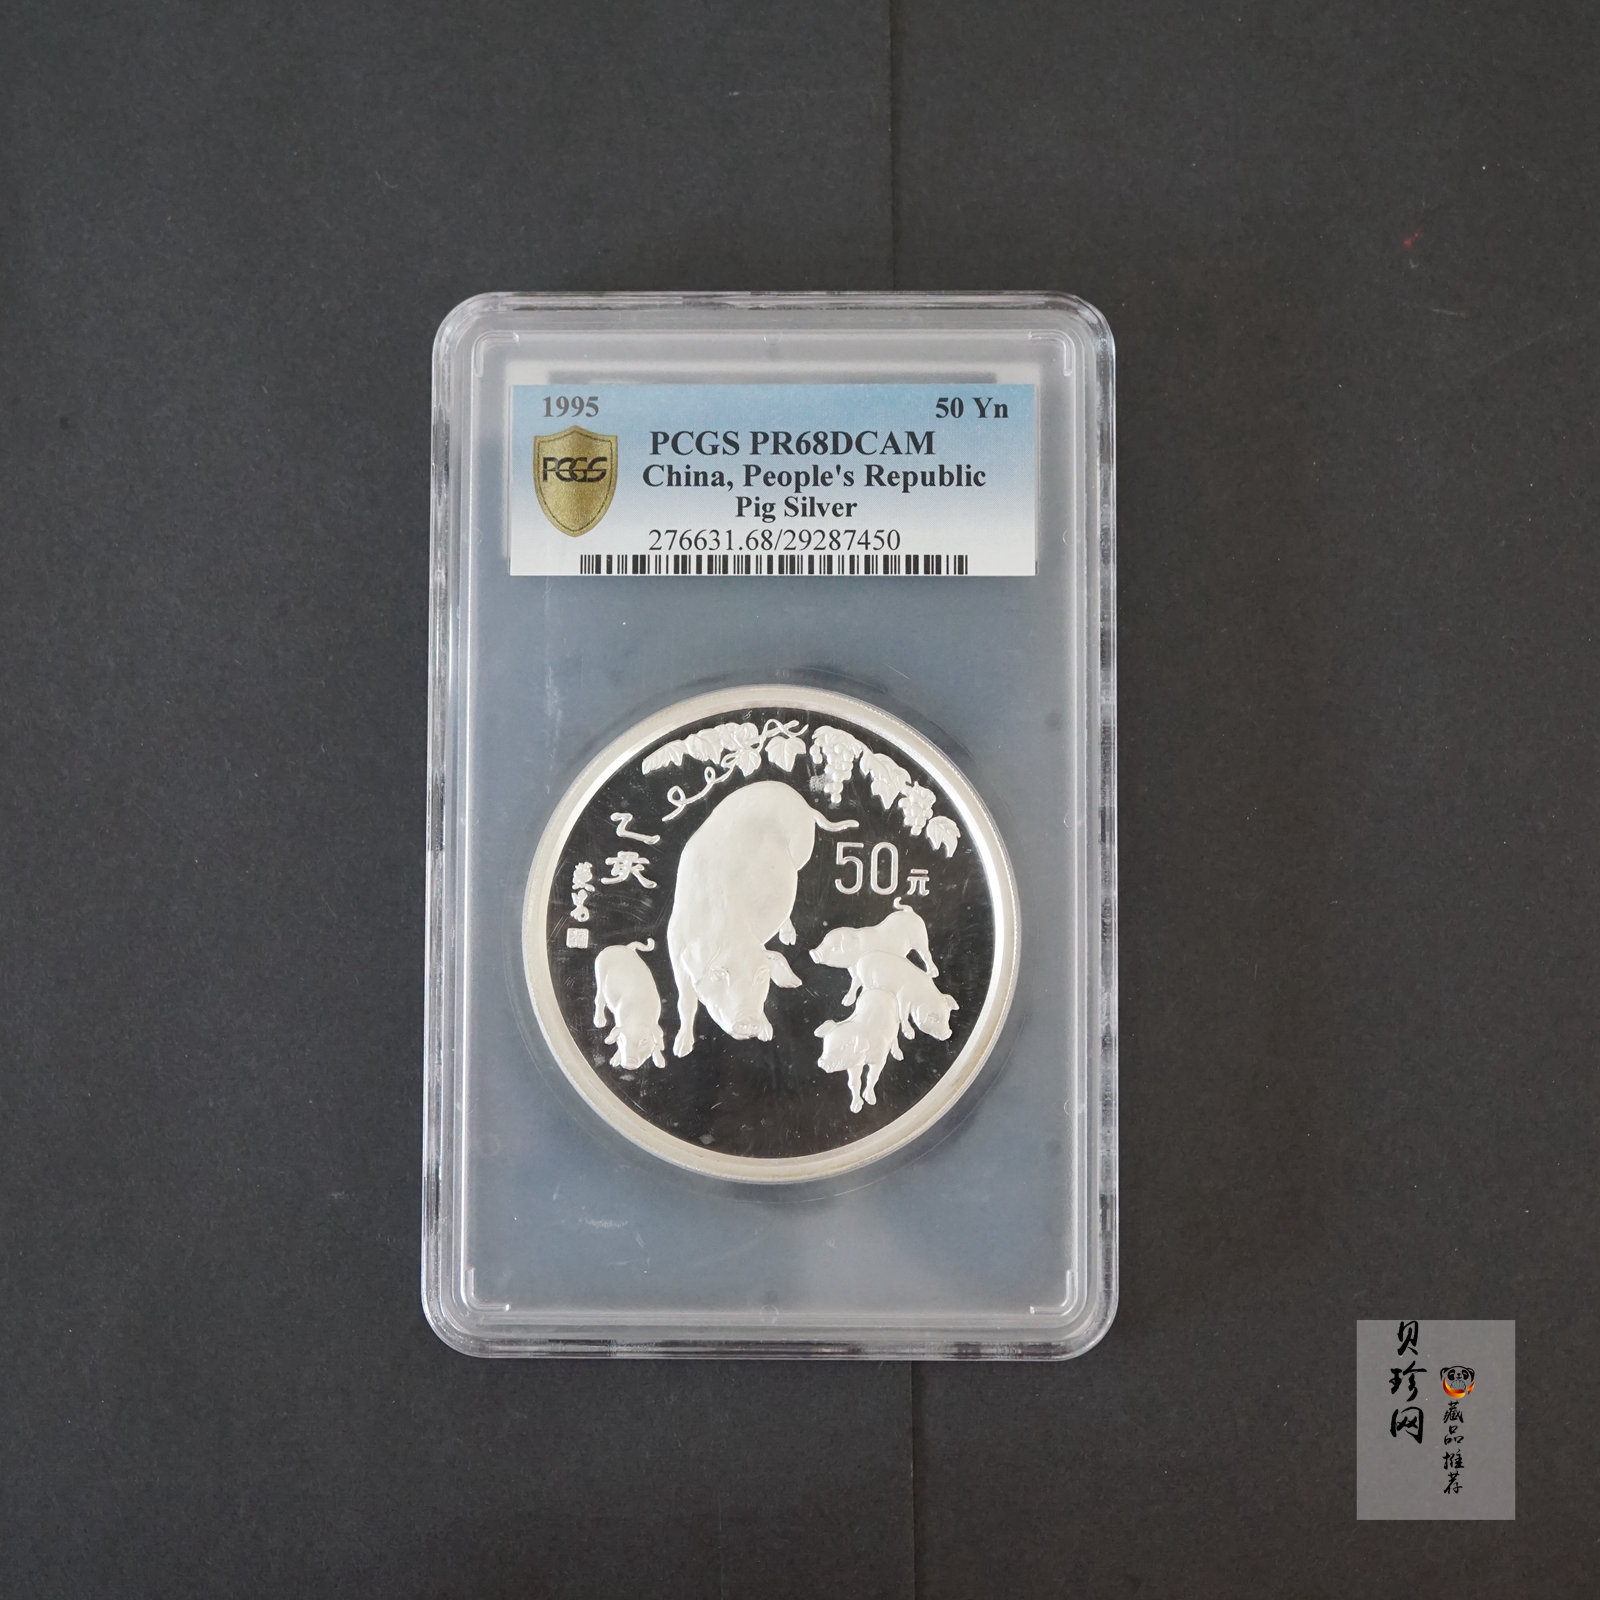 1995
50 Yn
PCGS
PCGS PR68DCAM
China, People's Republic
Pig Silver
276631.68/29287450
乙亥
50元
贝珍网
藏品推荐